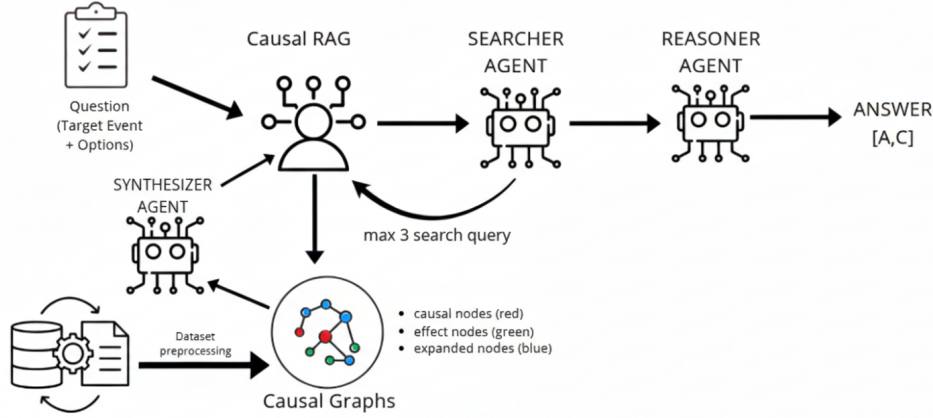 Causal RAG
SEARCHER
AGENT
REASONER
AGENT
Question
(Target Event
+ Options)
ANSWER
[A,C]
SYNTHESIZER
AGENT
max 3 search query
Dataset
preprocessing
• causal nodes (red)
• effect nodes (green)
• expanded nodes (blue)
Causal Graphs